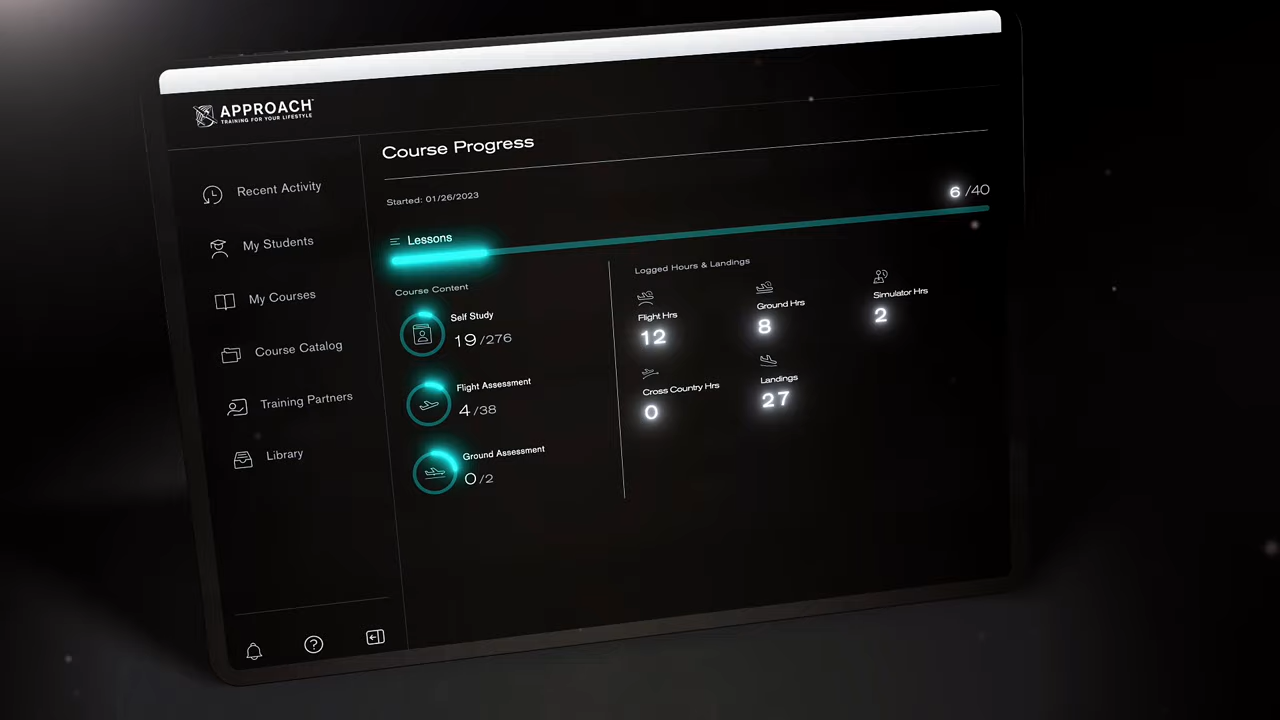 APPROACH
TRAINING FOR YOUR LIFESTYLE
Recent Activity
My Students
My Courses
Course Catalog
Training Partners
Library
Course Progress
Started: 01/26/2023
6 /40
Lessons
Course Content
Self Study
19 /276
Flight Assessment
4 /38
Ground Assessment
0 /2
Logged Hours & Landings
Flight Hrs
12
Ground Hrs
8
Simulator Hrs
2
Cross Country Hrs
0
Landings
27